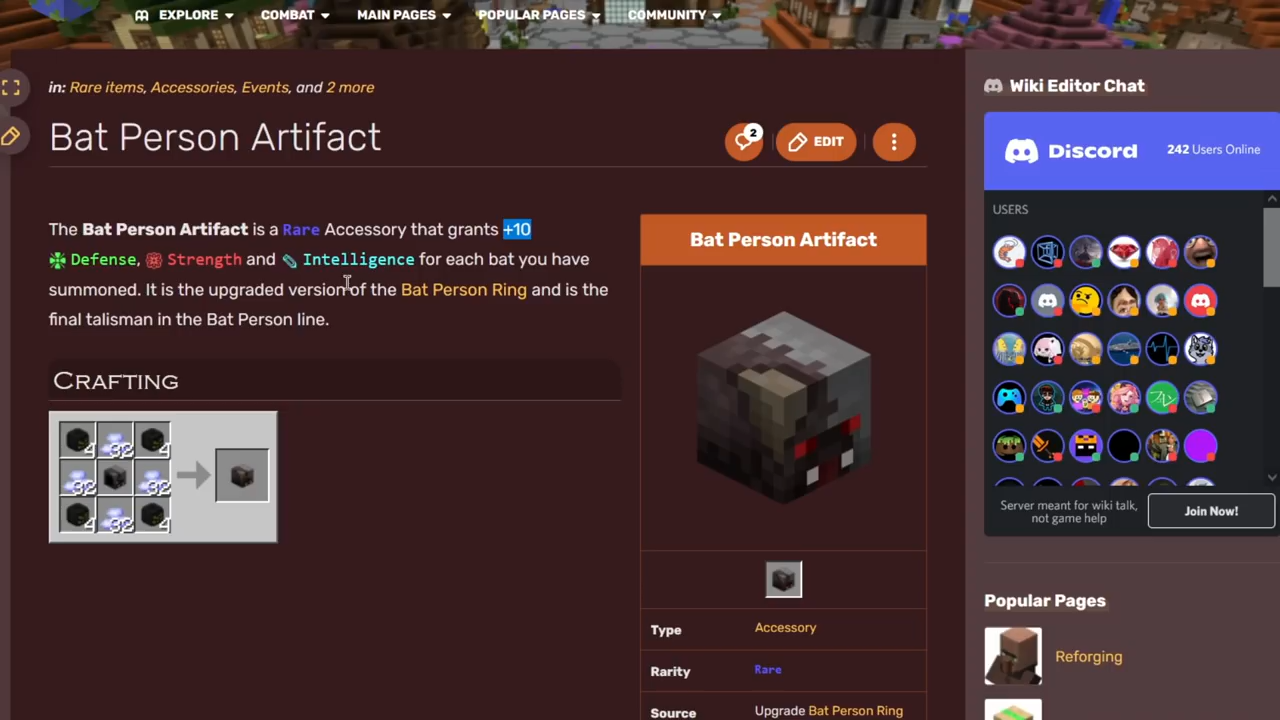 EXPLORE COMBAT MAIN PAGES POPULAR PAGES COMMUNITY
in: Rare items, Accessories, Events, and 2 more
Bat Person Artifact
2
EDIT
The Bat Person Artifact is a Rare Accessory that grants +10
Defense, Strength and Intelligence for each bat you have
summoned. It is the upgraded version of the Bat Person Ring and is the
final talisman in the Bat Person line.
Crafting
4 32 4
32 32
4 32 4
Bat Person Artifact
Type Accessory
Rarity Rare
Source Upgrade Bat Person Ring
Wiki Editor Chat
Discord 242 Users Online
USERS
Server meant for wiki talk,
not game help
Join Now!
Popular Pages
Reforging